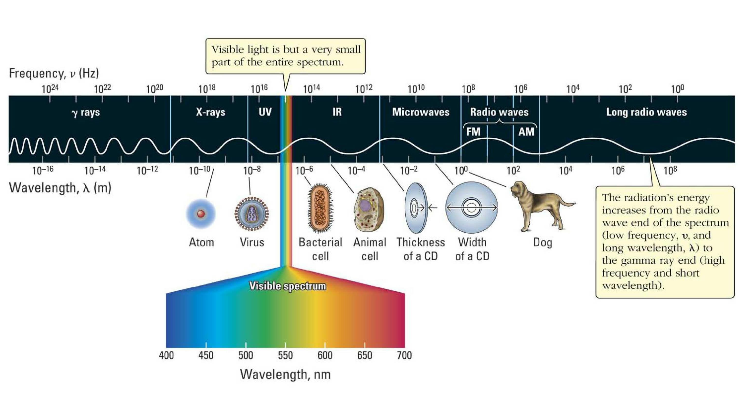 Visible light is but a very small
part of the entire spectrum.
Frequency, ν (Hz)
10²⁴ 10²² 10²⁰ 10¹⁸ 10¹⁶ 10¹⁴ 10¹² 10¹⁰ 10⁸ 10⁶ 10⁴ 10² 10⁰
γ rays X-rays UV IR Microwaves Radio waves Long radio waves
FM AM
10⁻¹⁶ 10⁻¹⁴ 10⁻¹² 10⁻¹⁰ 10⁻⁸ 10⁻⁶ 10⁻⁴ 10⁻² 10⁰ 10² 10⁴ 10⁶ 10⁸
Wavelength, λ (m)
Atom Virus Bacterial Animal Thickness Width Dog
cell cell of a CD of a CD
The radiation's energy
increases from the radio
wave end of the spectrum
(low frequency, υ, and
long wavelength, λ) to
the gamma ray end (high
frequency and short
wavelength).
Visible spectrum
400 450 500 550 600 650 700
Wavelength, nm